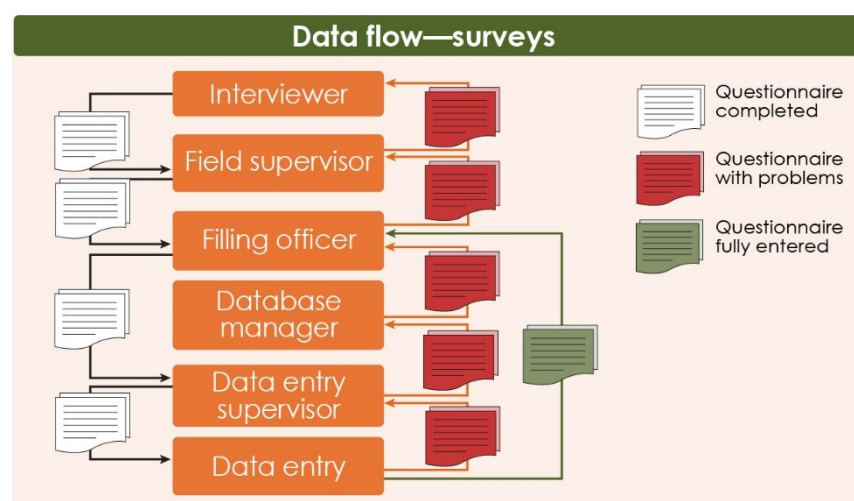 Data flow—surveys
Interviewer
Field supervisor
Filling officer
Database
manager
Data entry
supervisor
Data entry
Questionnaire
completed
Questionnaire
with problems
Questionnaire
fully entered